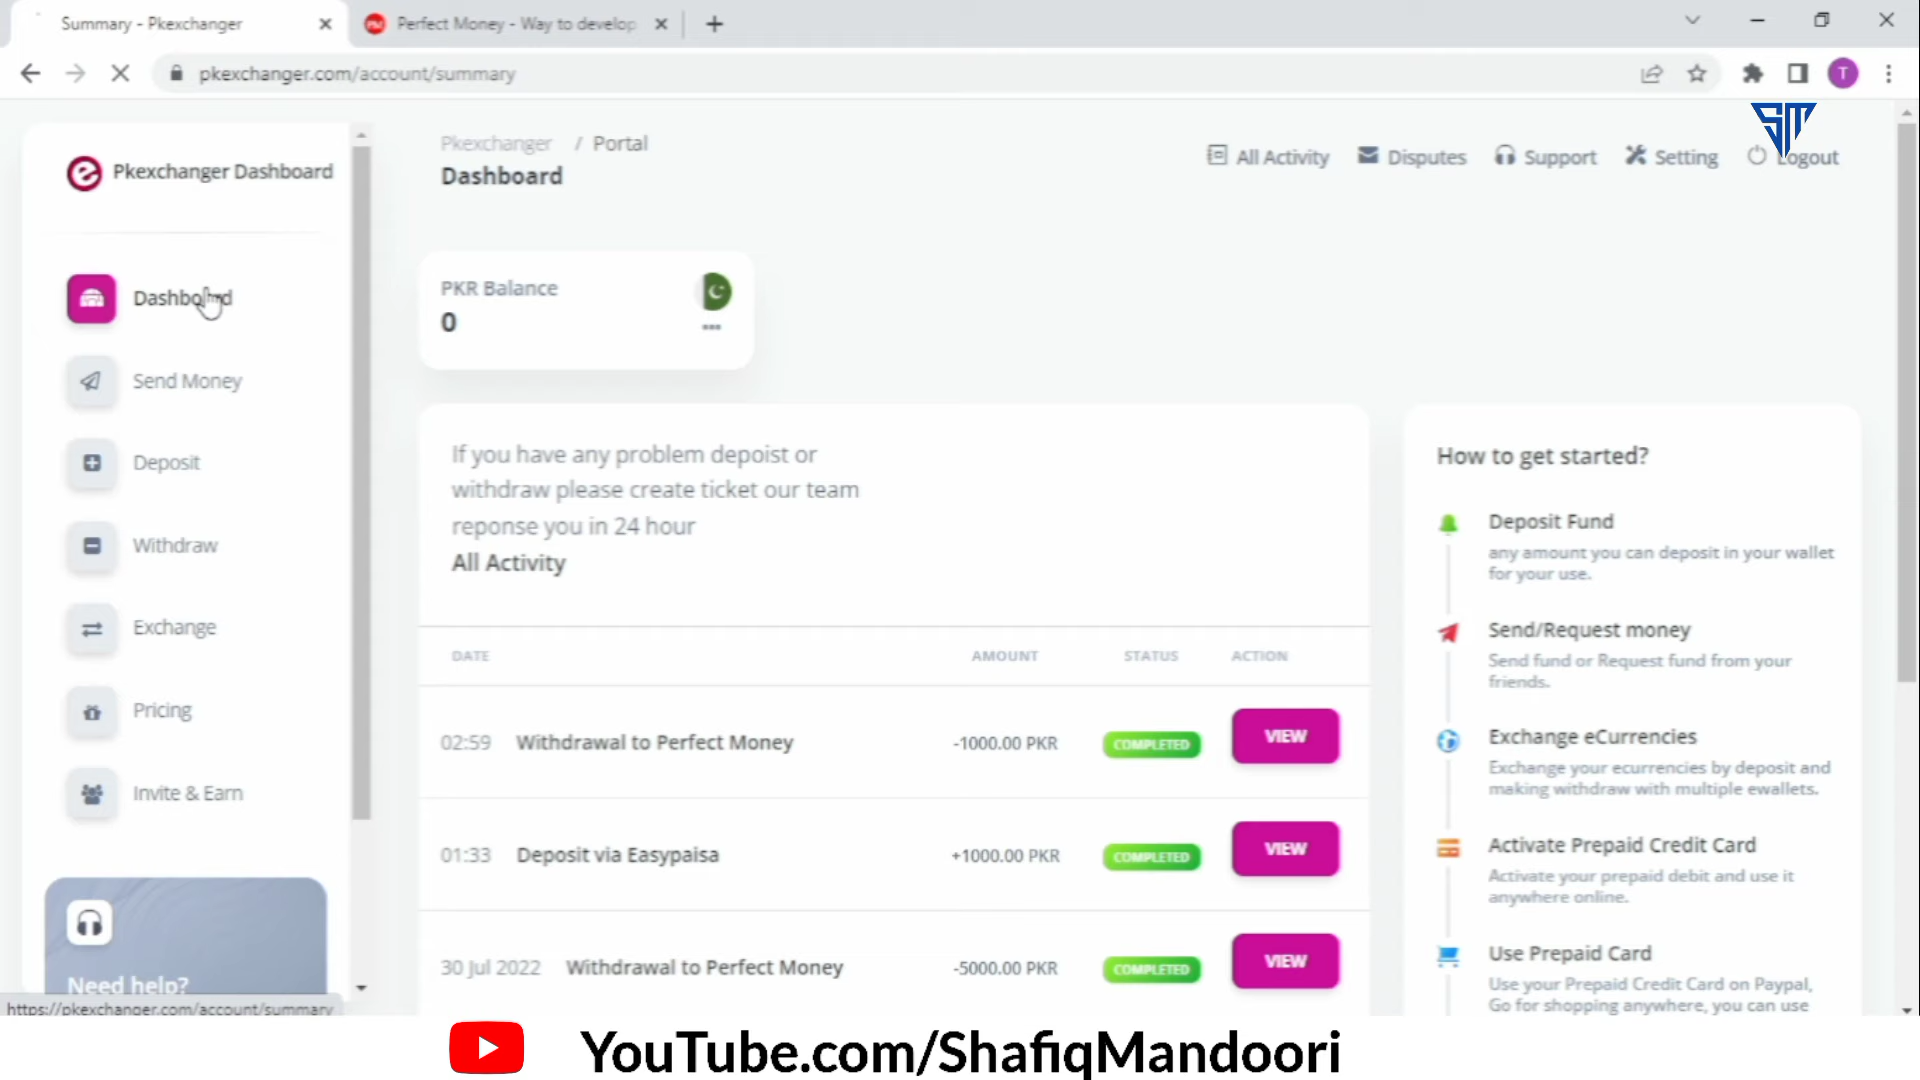 Summary - Pkexchanger
Perfect Money - Way to develop
pkexchanger.com/account/summary
T
SM
Pkexchanger Dashboard
Pkexchanger / Portal
Dashboard
All Activity
Disputes
Support
Setting
Logout
Dashboard
Send Money
Deposit
Withdraw
Exchange
Pricing
Invite & Earn
Need help?
PKR Balance
0
If you have any problem depoist or
withdraw please create ticket our team
reponse you in 24 hour
All Activity
DATE AMOUNT STATUS ACTION
02:59 Withdrawal to Perfect Money -1000.00 PKR COMPLETED VIEW
01:33 Deposit via Easypaisa +1000.00 PKR COMPLETED VIEW
30 Jul 2022 Withdrawal to Perfect Money -5000.00 PKR COMPLETED VIEW
How to get started?
Deposit Fund
any amount you can deposit in your wallet
for your use.
Send/Request money
Send fund or Request fund from your
friends.
Exchange eCurrencies
Exchange your ecurrencies by deposit and
making withdraw with multiple ewallets.
Activate Prepaid Credit Card
Activate your prepaid debit and use it
anywhere online.
Use Prepaid Card
Use your Prepaid Credit Card on Paypal,
Go for shopping anywhere, you can use
https://pkexchanger.com/account/summary
YouTube.com/ShafiqMandoori